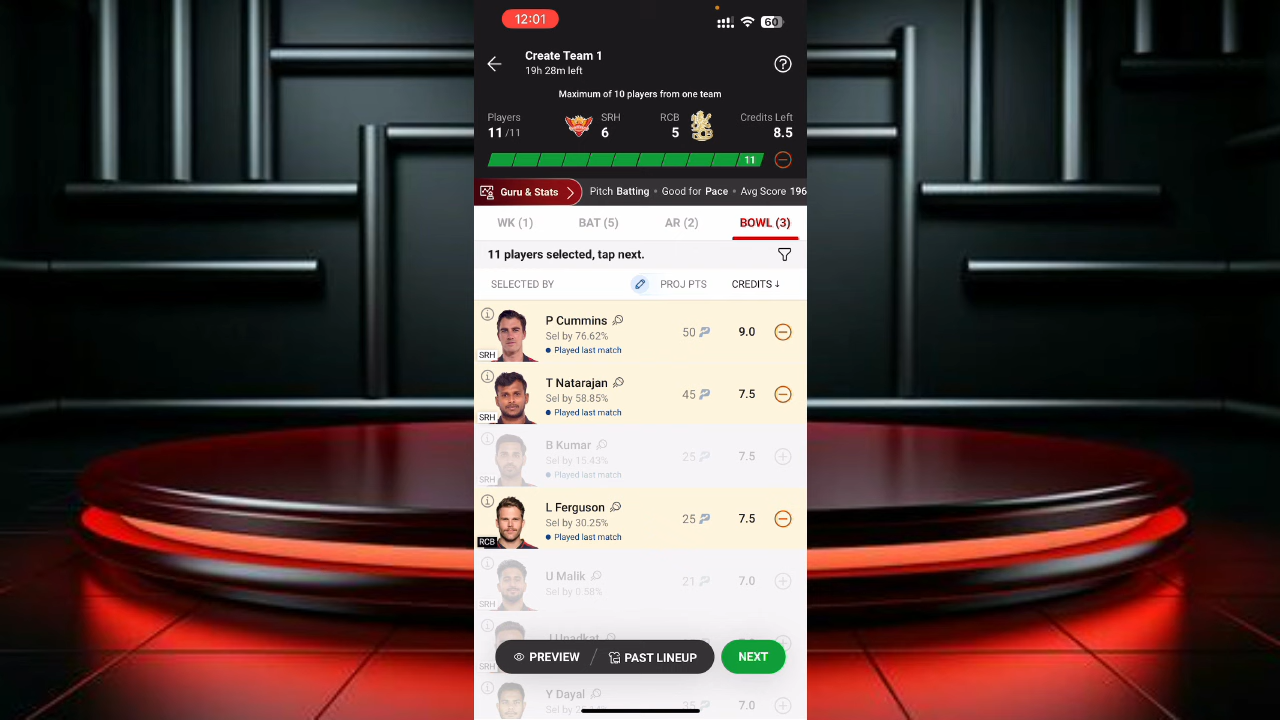 12:01
60
Create Team 1
19h 28m left
Maximum of 10 players from one team
Players
11 /11
SRH
6
RCB
5
Credits Left
8.5
11
Guru & Stats
Pitch Batting • Good for Pace • Avg Score 196
WK (1)
BAT (5)
AR (2)
BOWL (3)
11 players selected, tap next.
SELECTED BY
PROJ PTS
CREDITS ↓
P Cummins
Sel by 76.62%
• Played last match
50
9.0
SRH
T Natarajan
Sel by 58.85%
• Played last match
45
7.5
SRH
B Kumar
Sel by 15.43%
• Played last match
25
7.5
SRH
L Ferguson
Sel by 30.25%
• Played last match
25
7.5
RCB
U Malik
Sel by 0.58%
21
7.0
SRH
J Unadkat
SRH
PREVIEW
PAST LINEUP
NEXT
Y Dayal
Sel by
35
7.0